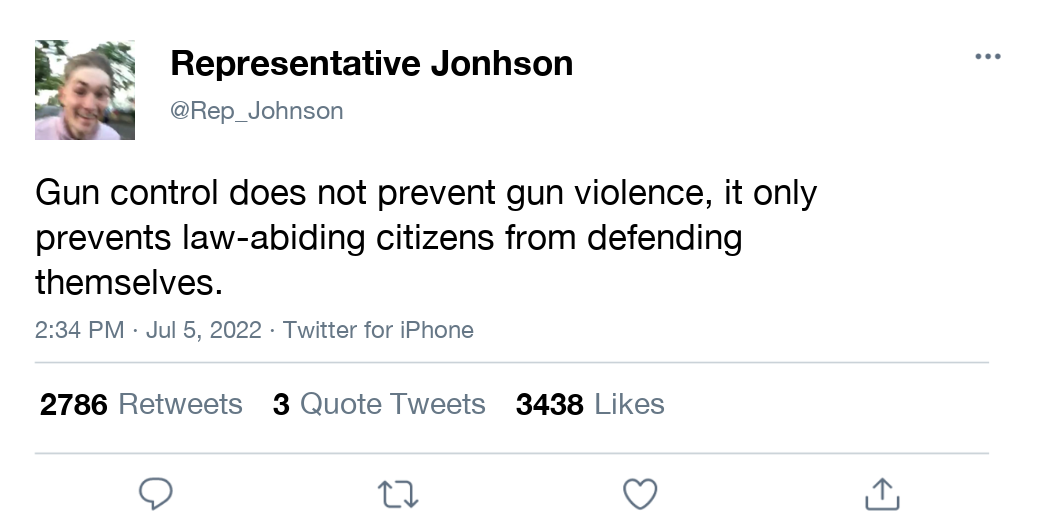 Representative Jonhson
@Rep_Johnson
Gun control does not prevent gun violence, it only
prevents law-abiding citizens from defending
themselves.
2:34 PM · Jul 5, 2022 · Twitter for iPhone
2786 Retweets 3 Quote Tweets 3438 Likes